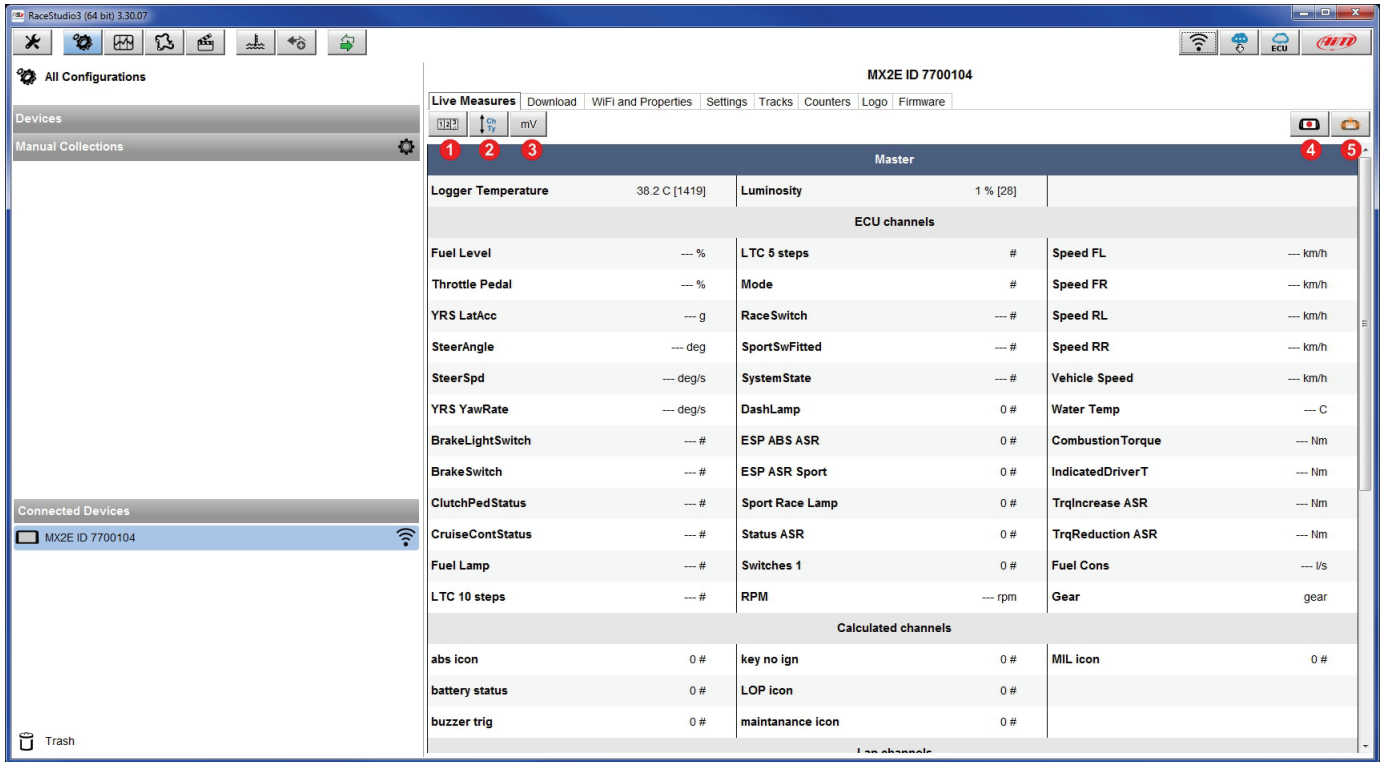 RaceStudio3 (64 bit) 3.30.07
ECU
AiM
All Configurations
MX2E ID 7700104
Live Measures Download WiFi and Properties Settings Tracks Counters Logo Firmware
Devices
Manual Collections
123 Ch Ty mV
1 2 3 4 5
Master
Logger Temperature 38.2 C [1419] Luminosity 1 % [28]
ECU channels
Fuel Level --- % LTC 5 steps # Speed FL --- km/h
Throttle Pedal --- % Mode # Speed FR --- km/h
YRS LatAcc --- g RaceSwitch --- # Speed RL --- km/h
SteerAngle --- deg SportSwFitted --- # Speed RR --- km/h
SteerSpd --- deg/s SystemState --- # Vehicle Speed --- km/h
YRS YawRate --- deg/s DashLamp 0 # Water Temp --- C
BrakeLightSwitch --- # ESP ABS ASR 0 # CombustionTorque --- Nm
BrakeSwitch --- # ESP ASR Sport 0 # IndicatedDriverT --- Nm
Connected Devices
ClutchPedStatus --- # Sport Race Lamp 0 # TrqIncrease ASR --- Nm
MX2E ID 7700104
CruiseContStatus --- # Status ASR 0 # TrqReduction ASR --- Nm
Fuel Lamp --- # Switches 1 0 # Fuel Cons --- l/s
LTC 10 steps --- # RPM --- rpm Gear gear
Calculated channels
abs icon 0 # key no ign 0 # MIL icon 0 #
battery status 0 # LOP icon 0 #
buzzer trig 0 # maintanance icon 0 #
Trash
Lap channels